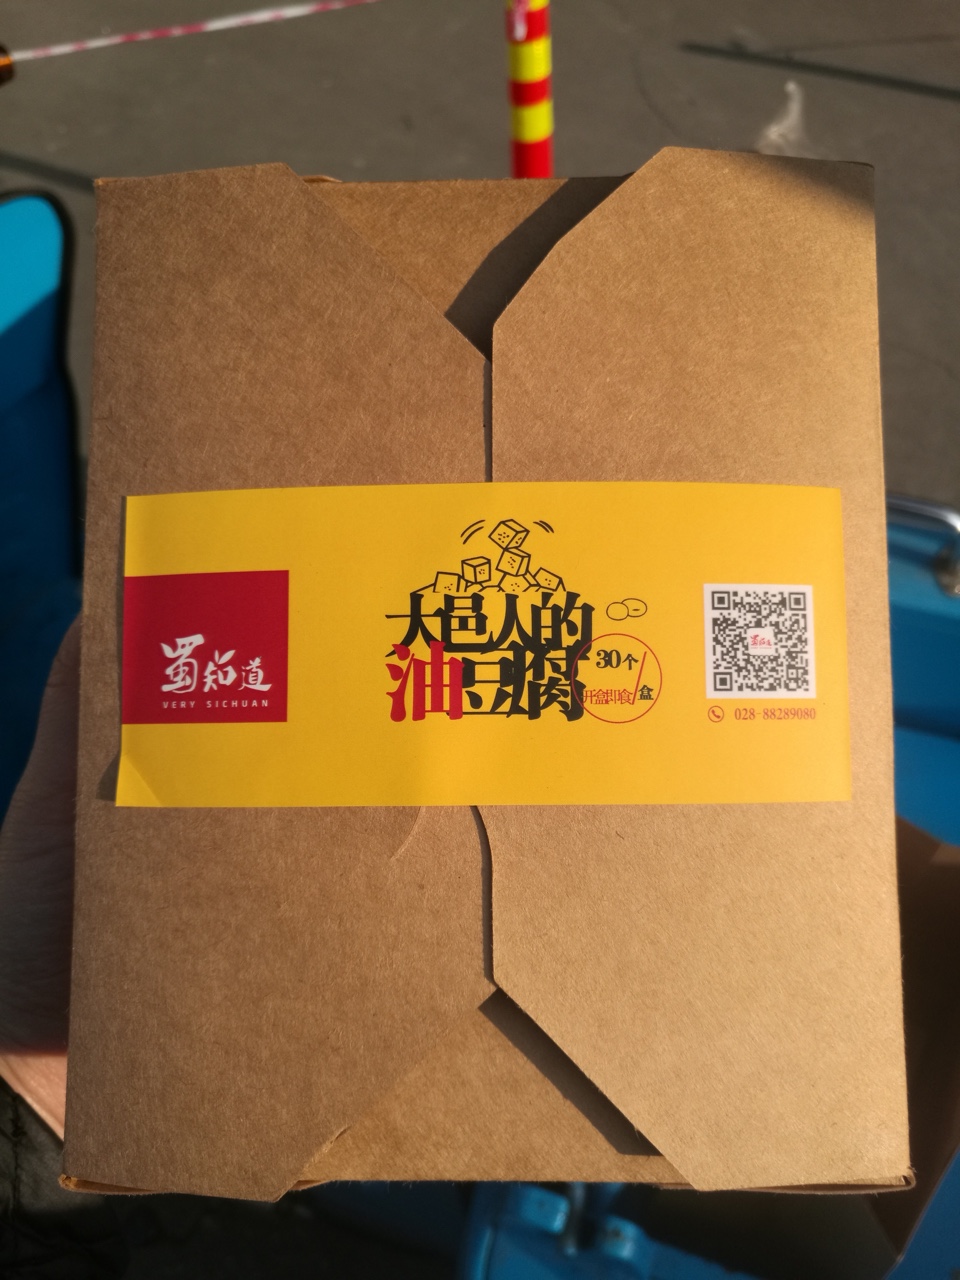 蜀知道
VERY SICHUAN
大邑人的
油豆腐
30个/盒
开盒即食
028-88289080